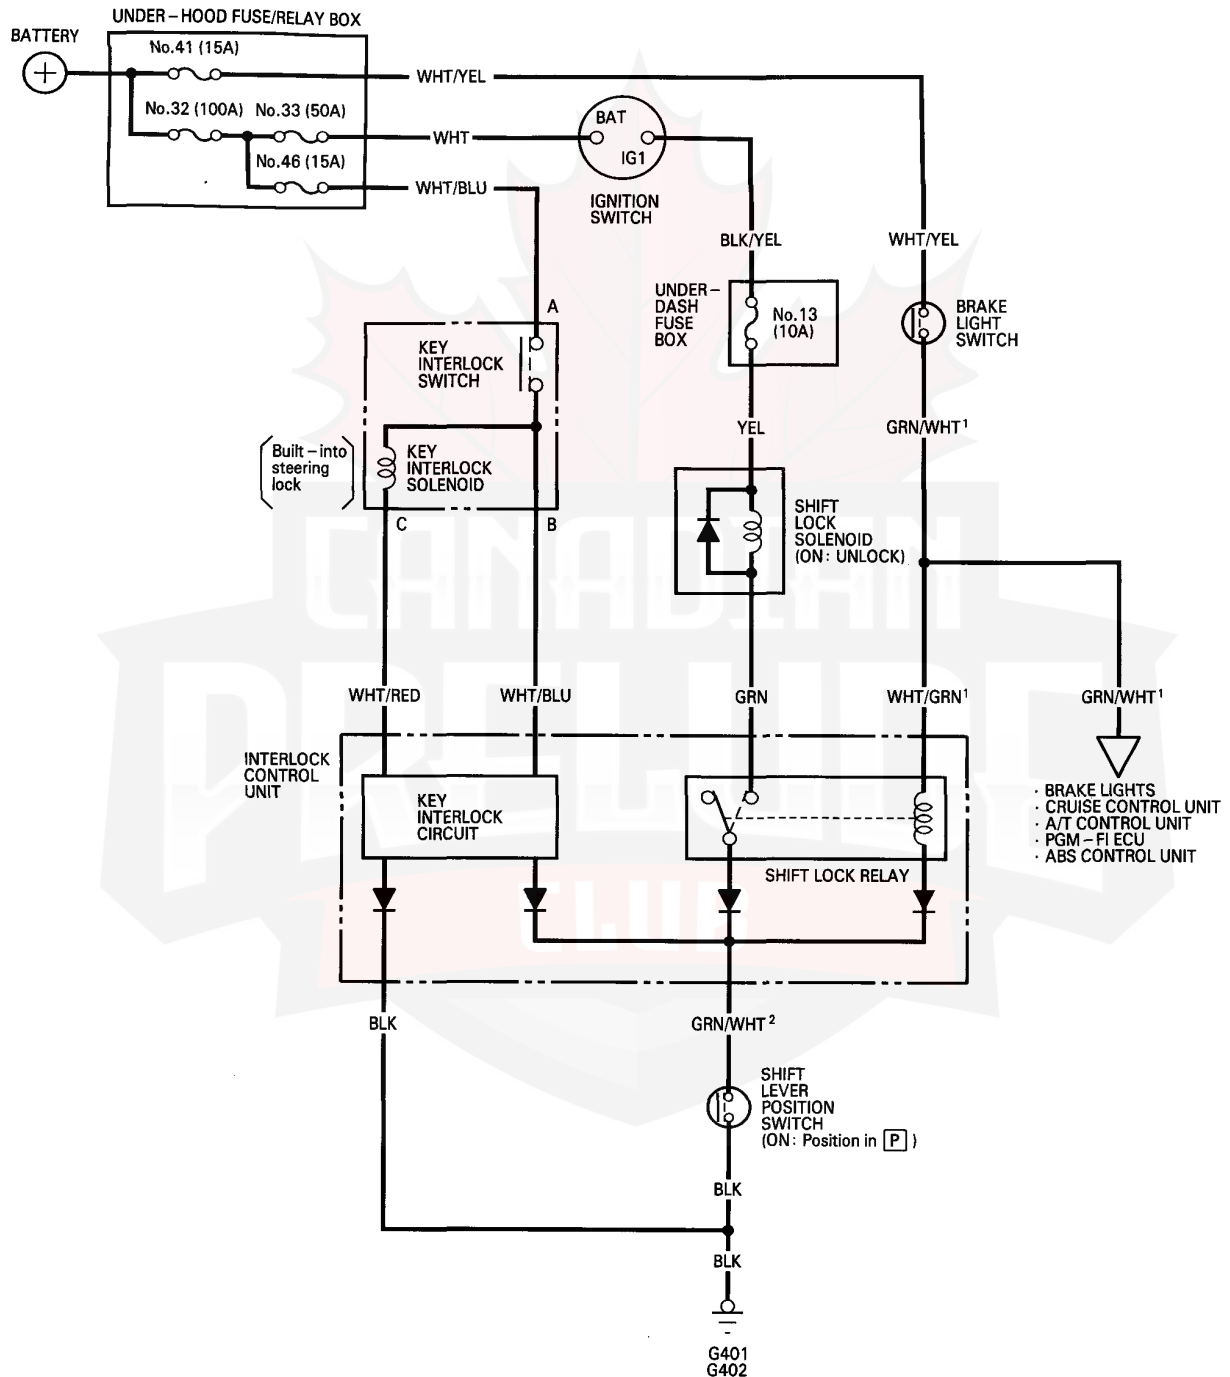 UNDER–HOOD FUSE/RELAY BOX
BATTERY
No.41 (15A)
WHT/YEL
No.32 (100A)
No.33 (50A)
WHT
BAT
IG1
No.46 (15A)
WHT/BLU
IGNITION
SWITCH
BLK/YEL
WHT/YEL
UNDER–
DASH
FUSE
BOX
No.13
(10A)
BRAKE
LIGHT
SWITCH
A
KEY
INTERLOCK
SWITCH
YEL
GRN/WHT¹
(Built–into
steering
lock)
KEY
INTERLOCK
SOLENOID
C
B
SHIFT
LOCK
SOLENOID
(ON: UNLOCK)
CANADIAN
PRELUDE
CLUB
WHT/RED
WHT/BLU
GRN
WHT/GRN¹
GRN/WHT¹
INTERLOCK
CONTROL
UNIT
KEY
INTERLOCK
CIRCUIT
SHIFT LOCK RELAY
· BRAKE LIGHTS
· CRUISE CONTROL UNIT
· A/T CONTROL UNIT
· PGM–FI ECU
· ABS CONTROL UNIT
BLK
GRN/WHT²
SHIFT
LEVER
POSITION
SWITCH
(ON: Position in P)
BLK
BLK
G401
G402